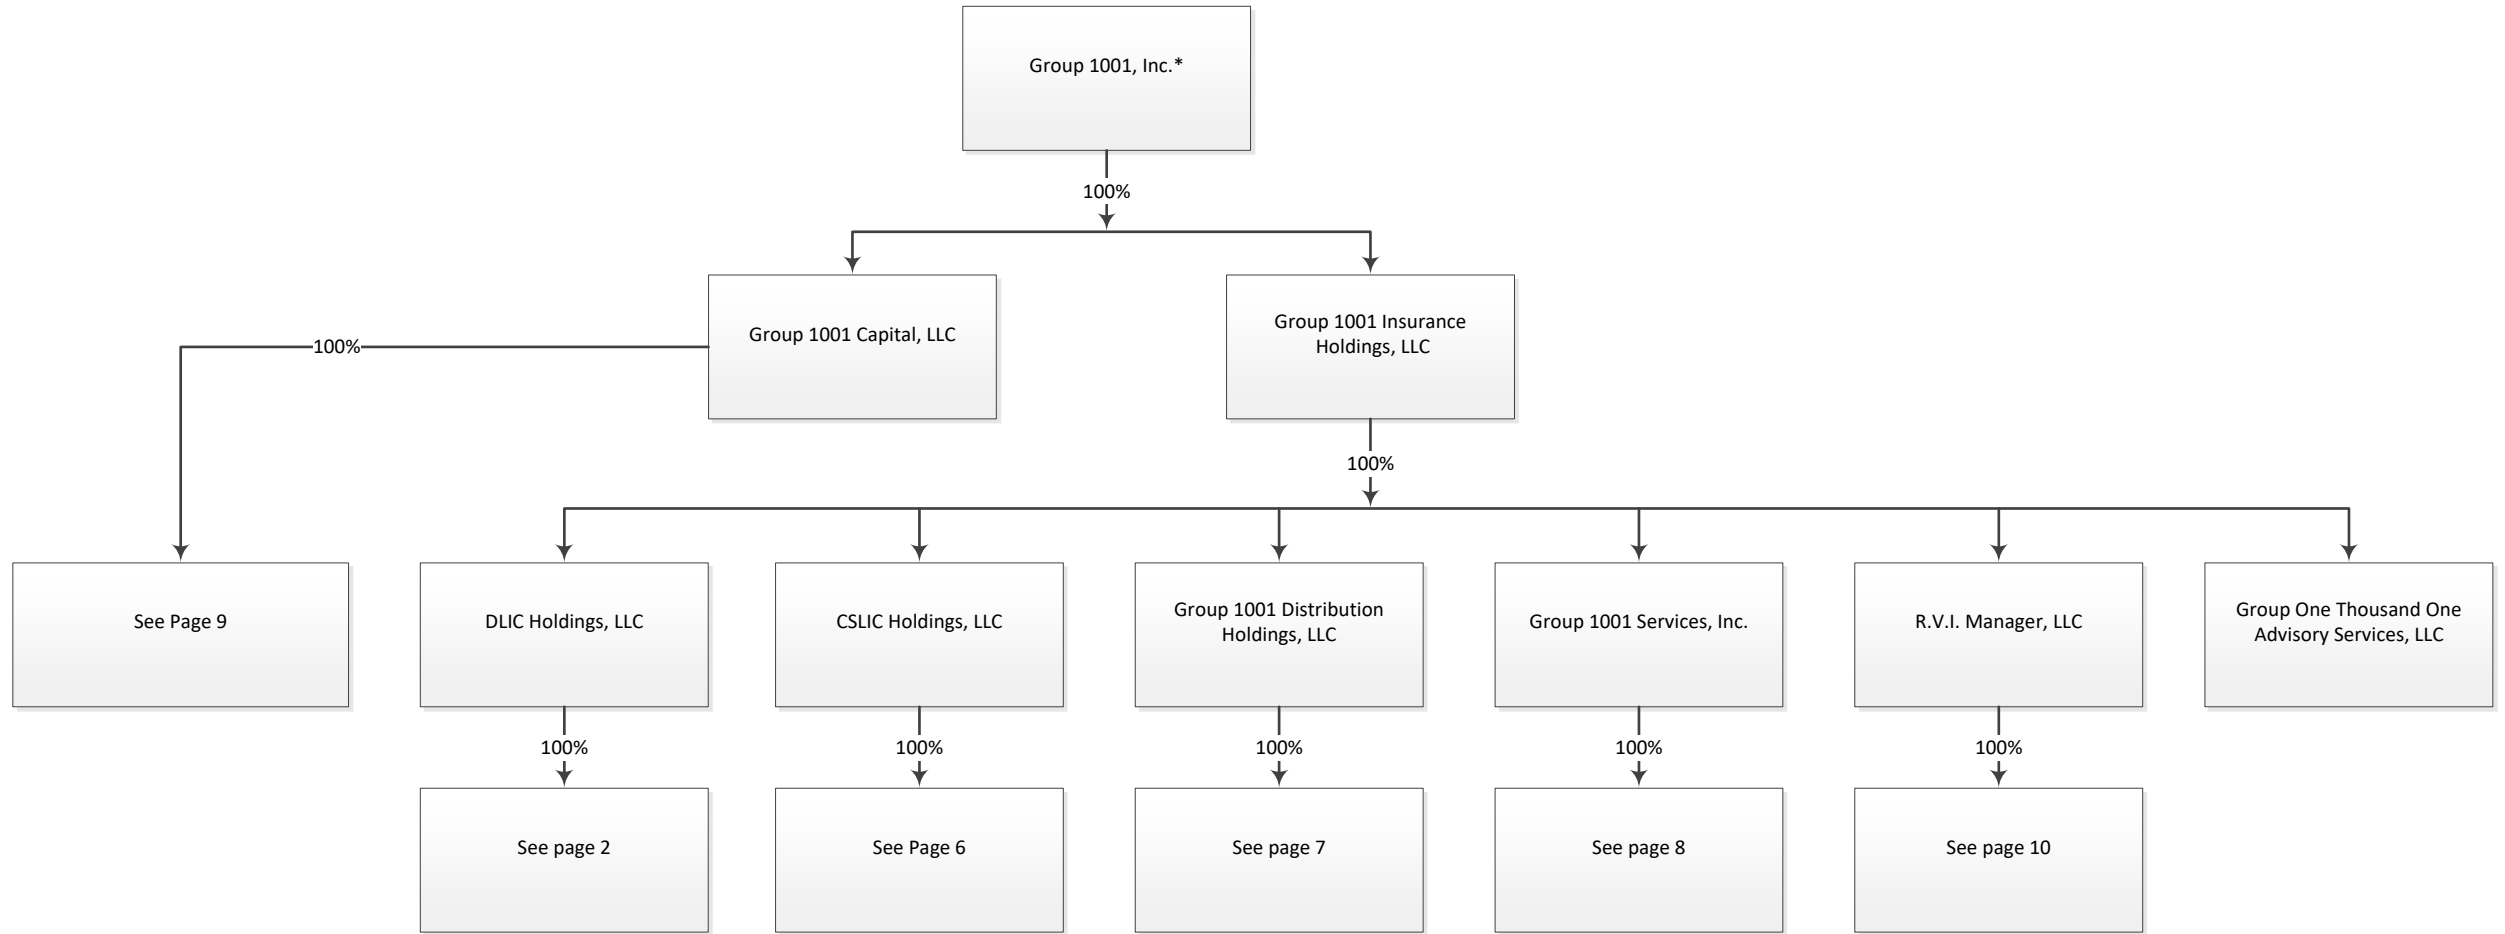 Group 1001, Inc.*
100%
Group 1001 Capital, LLC
Group 1001 Insurance
Holdings, LLC
100%
100%
See Page 9
DLIC Holdings, LLC
CSLIC Holdings, LLC
Group 1001 Distribution
Holdings, LLC
Group 1001 Services, Inc.
R.V.I. Manager, LLC
Group One Thousand One
Advisory Services, LLC
100%
100%
100%
100%
100%
See page 2
See Page 6
See page 7
See page 8
See page 10